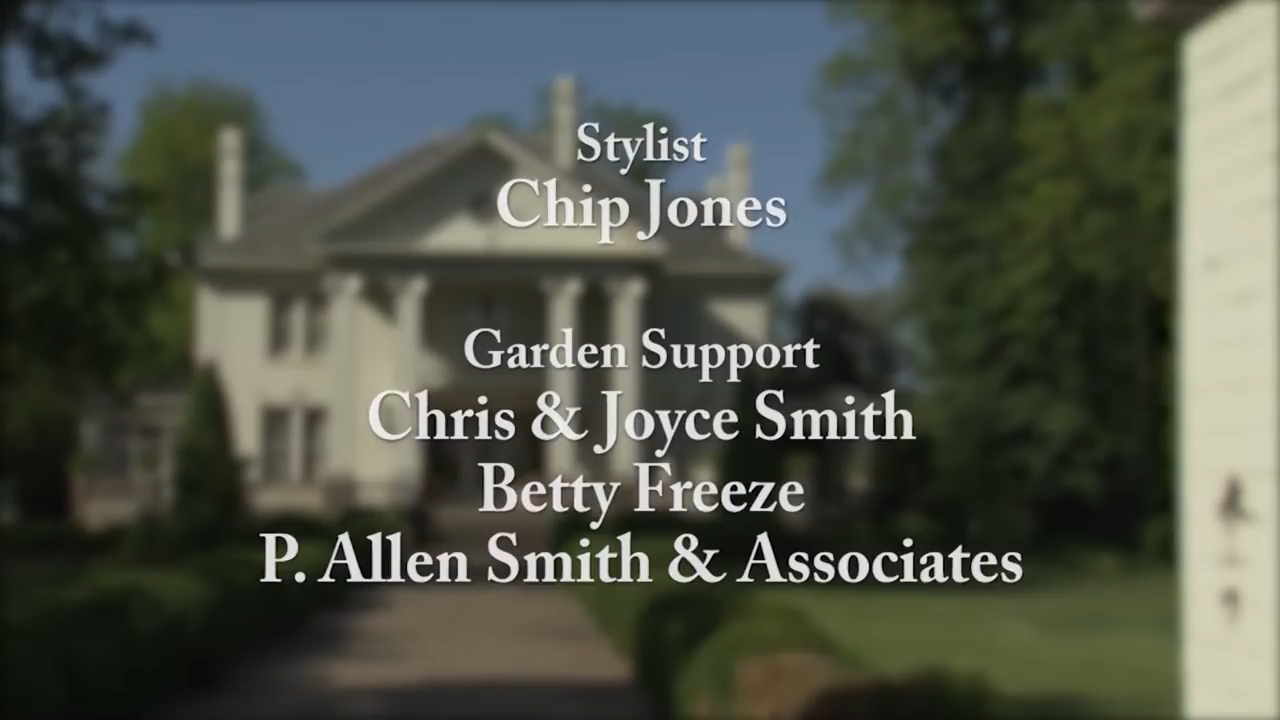 Stylist
Chip Jones
Garden Support
Chris & Joyce Smith
Betty Freeze
P. Allen Smith & Associates